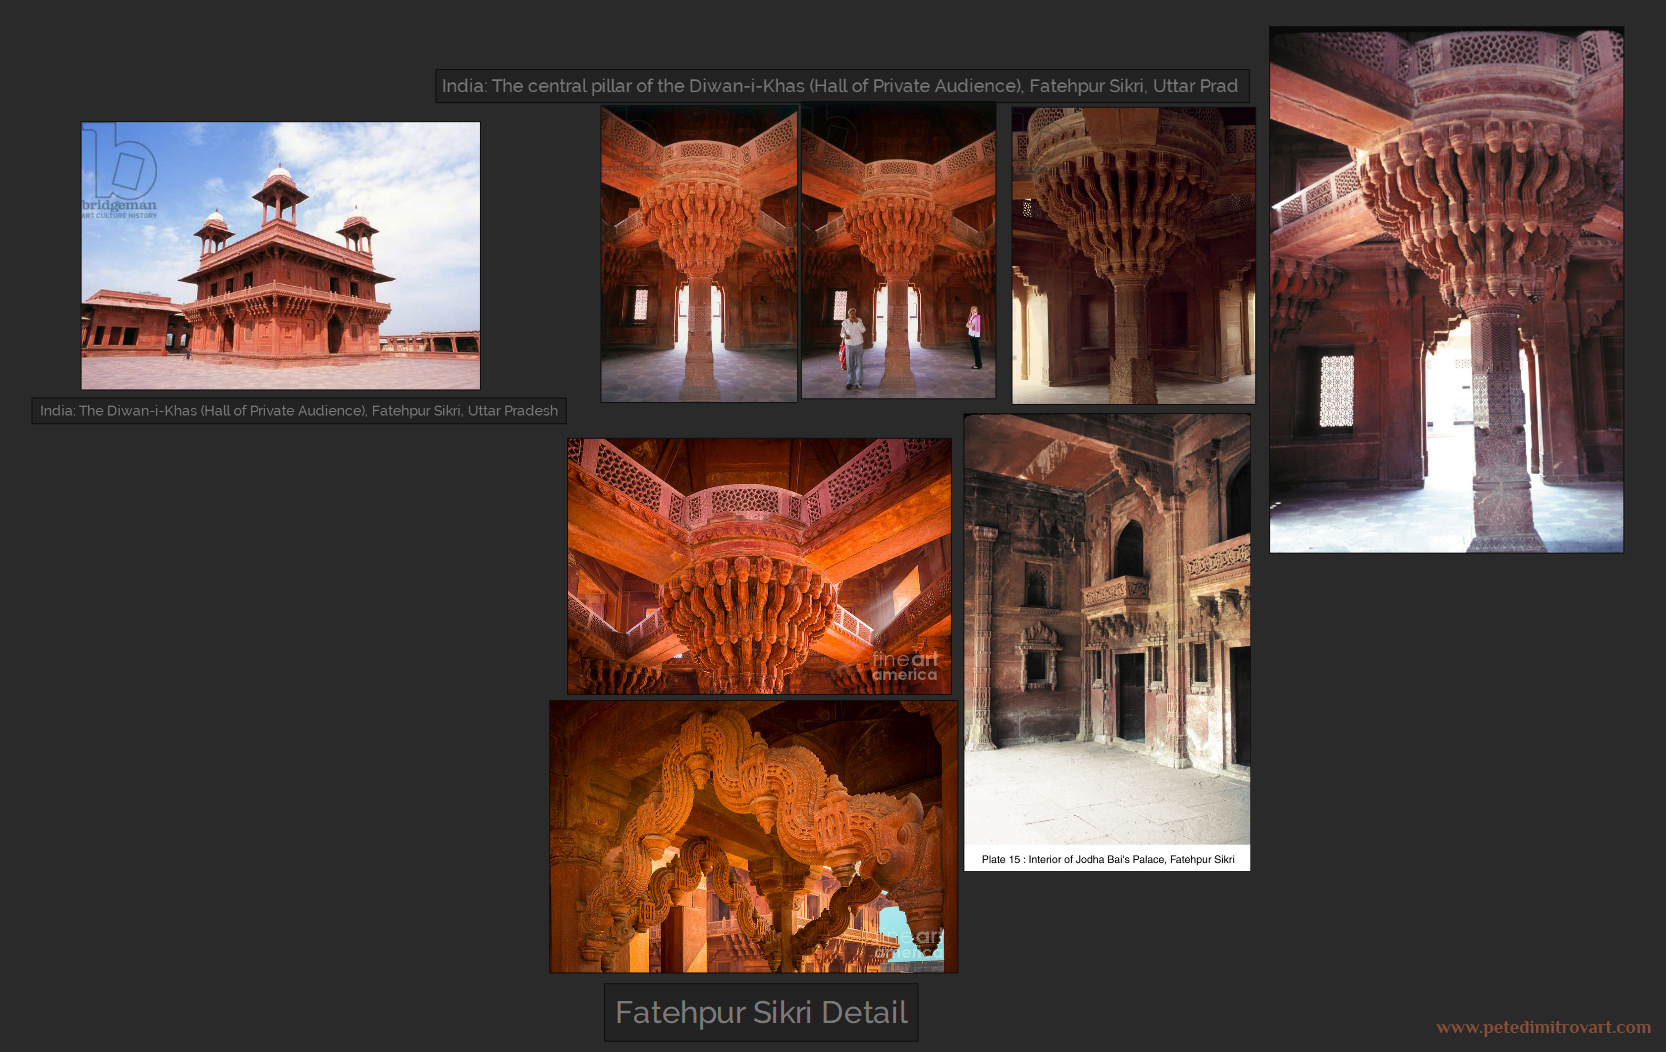 India: The central pillar of the Diwan-i-Khas (Hall of Private Audience), Fatehpur Sikri, Uttar Prad
b
bridgeman
ART CULTURE HISTORY
India: The Diwan-i-Khas (Hall of Private Audience), Fatehpur Sikri, Uttar Pradesh
fineart
america
Plate 15 : Interior of Jodha Bai's Palace, Fatehpur Sikri
fineart
america
Fatehpur Sikri Detail
www.petedimitrovart.com